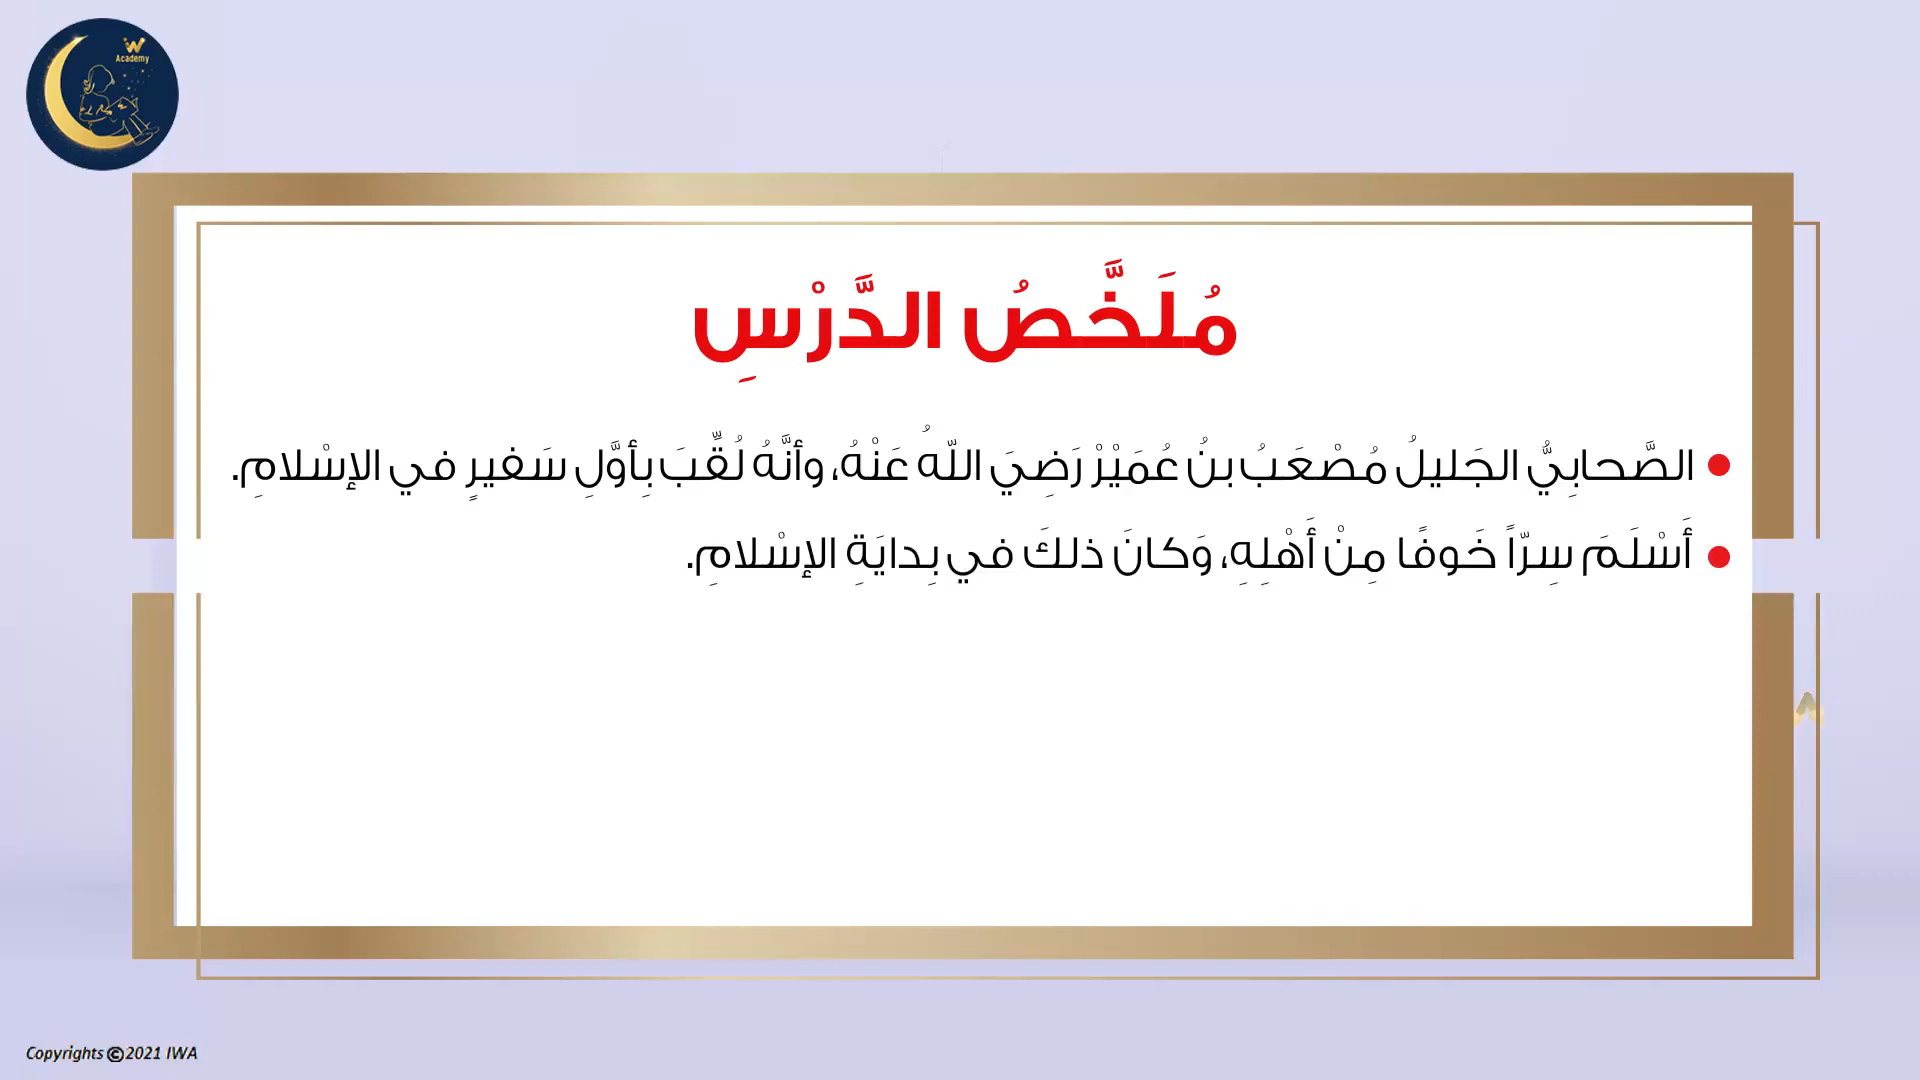 W
Academy
مُلَخَّصُ الدَّرْسِ
الصَّحابِيُّ الجَليلُ مُصْعَبُ بنُ عُمَيْرْ رَضِيَ اللّهُ عَنْهُ، وأنَّهُ لُقِّبَ بِأوَّلِ سَفيرٍ في الإسْلامِ.
أَسْلَمَ سِرّاً خَوفًا مِنْ أَهْلِهِ، وَكانَ ذلكَ في بِدايَةِ الإسْلامِ.
Copyrights ©2021 IWA